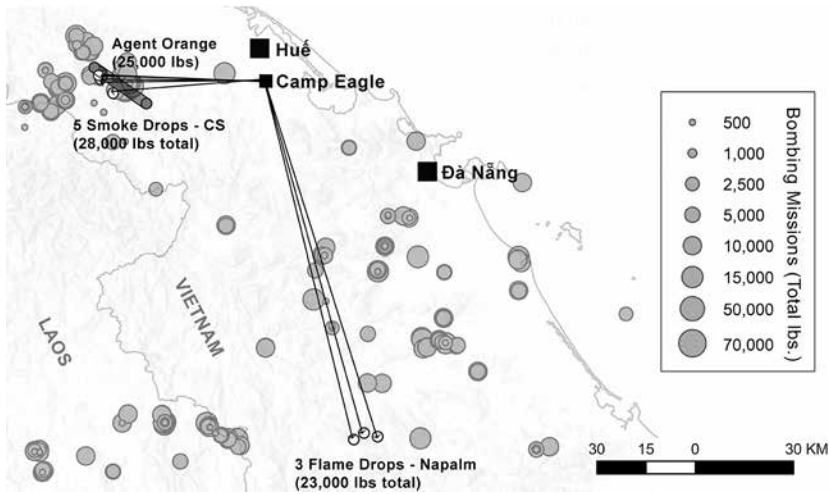 Agent Orange
(25,000 lbs)
Huế
Camp Eagle
5 Smoke Drops - CS
(28,000 lbs total)
Đà Nẵng
VIETNAM
LAOS
3 Flame Drops - Napalm
(23,000 lbs total)
Bombing Missions (Total lbs.)
500
1,000
2,500
5,000
10,000
15,000
50,000
70,000
30 15 0 30 KM